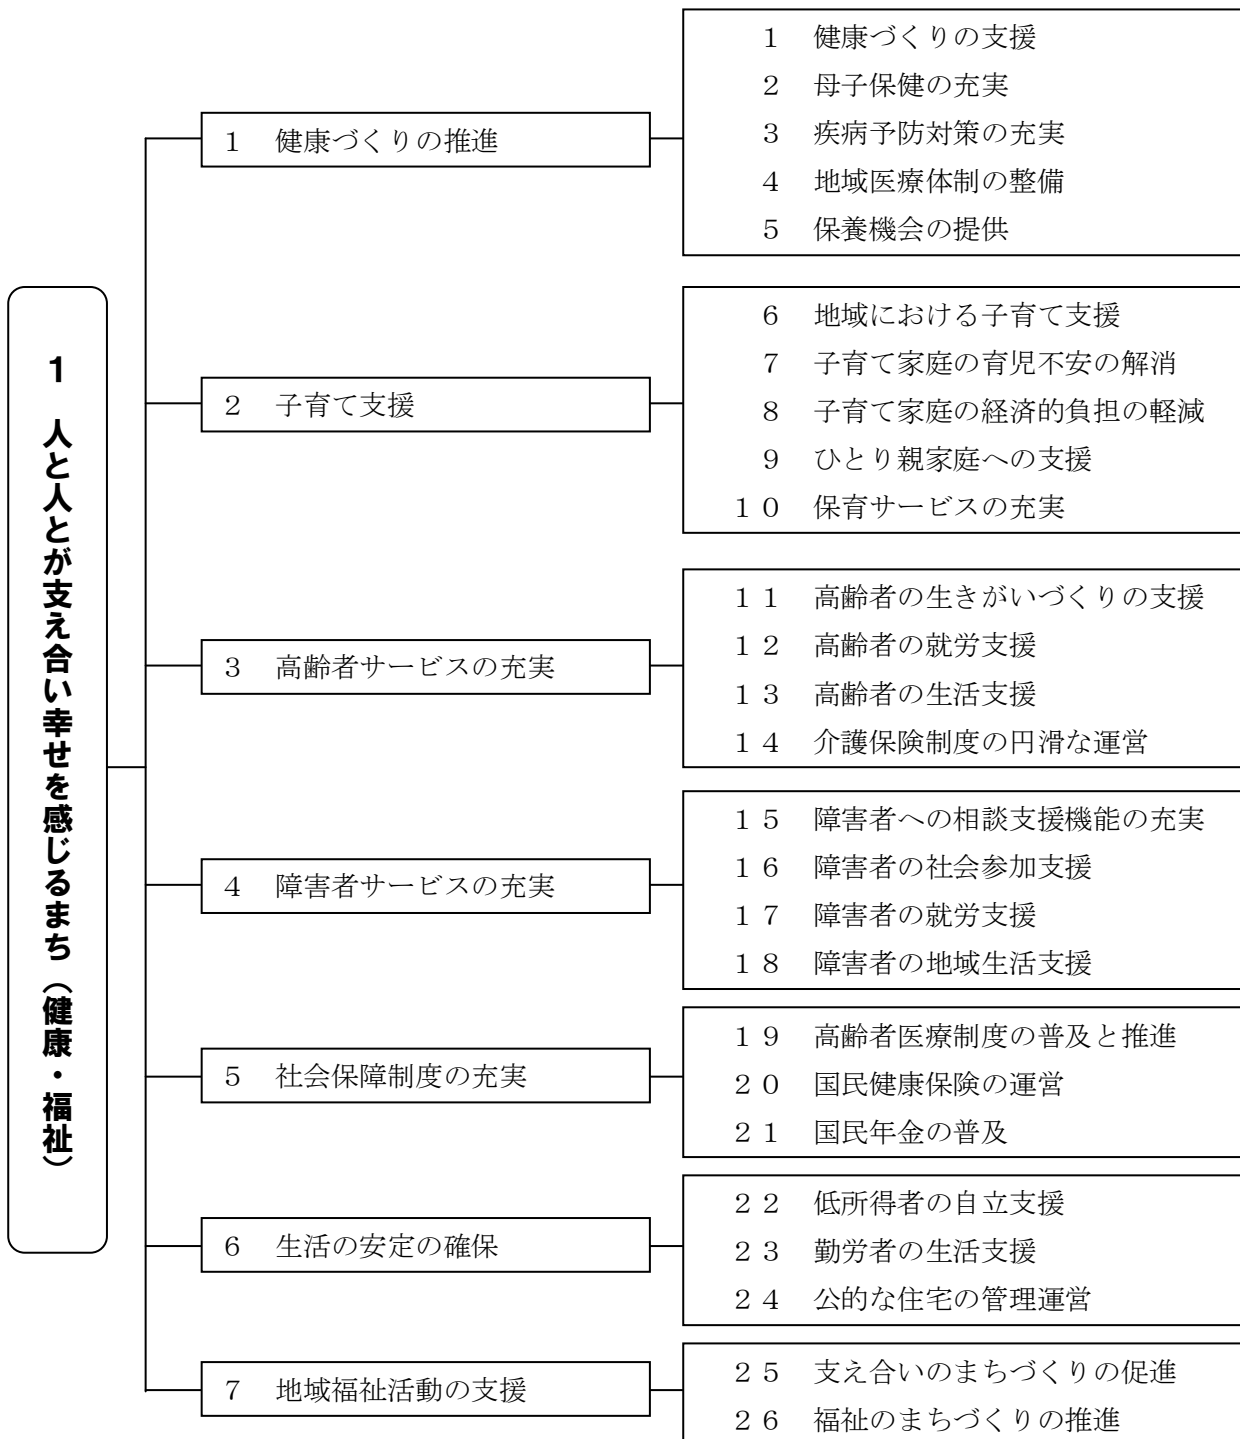 １　人と人とが支え合い幸せを感じるまち（健康・福祉）
１　健康づくりの推進
１　健康づくりの支援
２　母子保健の充実
３　疾病予防対策の充実
４　地域医療体制の整備
５　保養機会の提供
２　子育て支援
６　地域における子育て支援
７　子育て家庭の育児不安の解消
８　子育て家庭の経済的負担の軽減
９　ひとり親家庭への支援
１０　保育サービスの充実
３　高齢者サービスの充実
１１　高齢者の生きがいづくりの支援
１２　高齢者の就労支援
１３　高齢者の生活支援
１４　介護保険制度の円滑な運営
４　障害者サービスの充実
１５　障害者への相談支援機能の充実
１６　障害者の社会参加支援
１７　障害者の就労支援
１８　障害者の地域生活支援
５　社会保障制度の充実
１９　高齢者医療制度の普及と推進
２０　国民健康保険の運営
２１　国民年金の普及
６　生活の安定の確保
２２　低所得者の自立支援
２３　勤労者の生活支援
２４　公的な住宅の管理運営
７　地域福祉活動の支援
２５　支え合いのまちづくりの促進
２６　福祉のまちづくりの推進